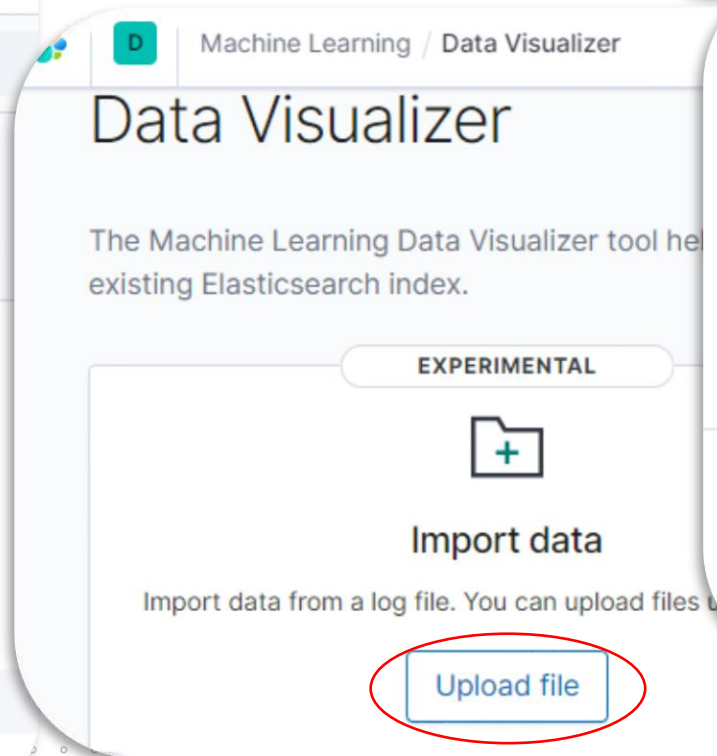 D
Machine Learning / Data Visualizer
Data Visualizer
The Machine Learning Data Visualizer tool
existing Elasticsearch index.
EXPERIMENTAL
Import data
Import data from a log file. You can upload files
Upload file